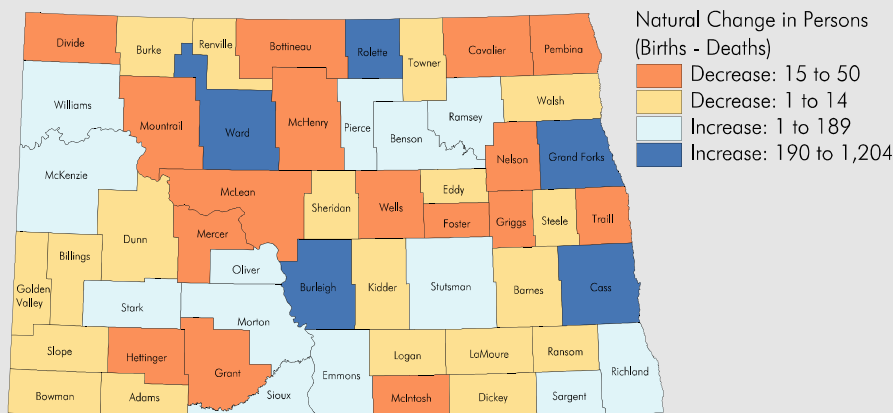 Natural Change in Persons
(Births - Deaths)
Decrease: 15 to 50
Decrease: 1 to 14
Increase: 1 to 189
Increase: 190 to 1,204
Divide
Burke
Renville
Bottineau
Rolette
Towner
Cavalier
Pembina
Williams
Mountrail
Ward
McHenry
Pierce
Benson
Ramsey
Walsh
McKenzie
Nelson
Grand Forks
McLean
Sheridan
Wells
Eddy
Foster
Griggs
Steele
Traill
Dunn
Mercer
Billings
Golden
Valley
Oliver
Burleigh
Kidder
Stutsman
Barnes
Cass
Stark
Morton
Slope
Hettinger
Grant
Emmons
Logan
LaMoure
Ransom
Richland
Bowman
Adams
Sioux
McIntosh
Dickey
Sargent